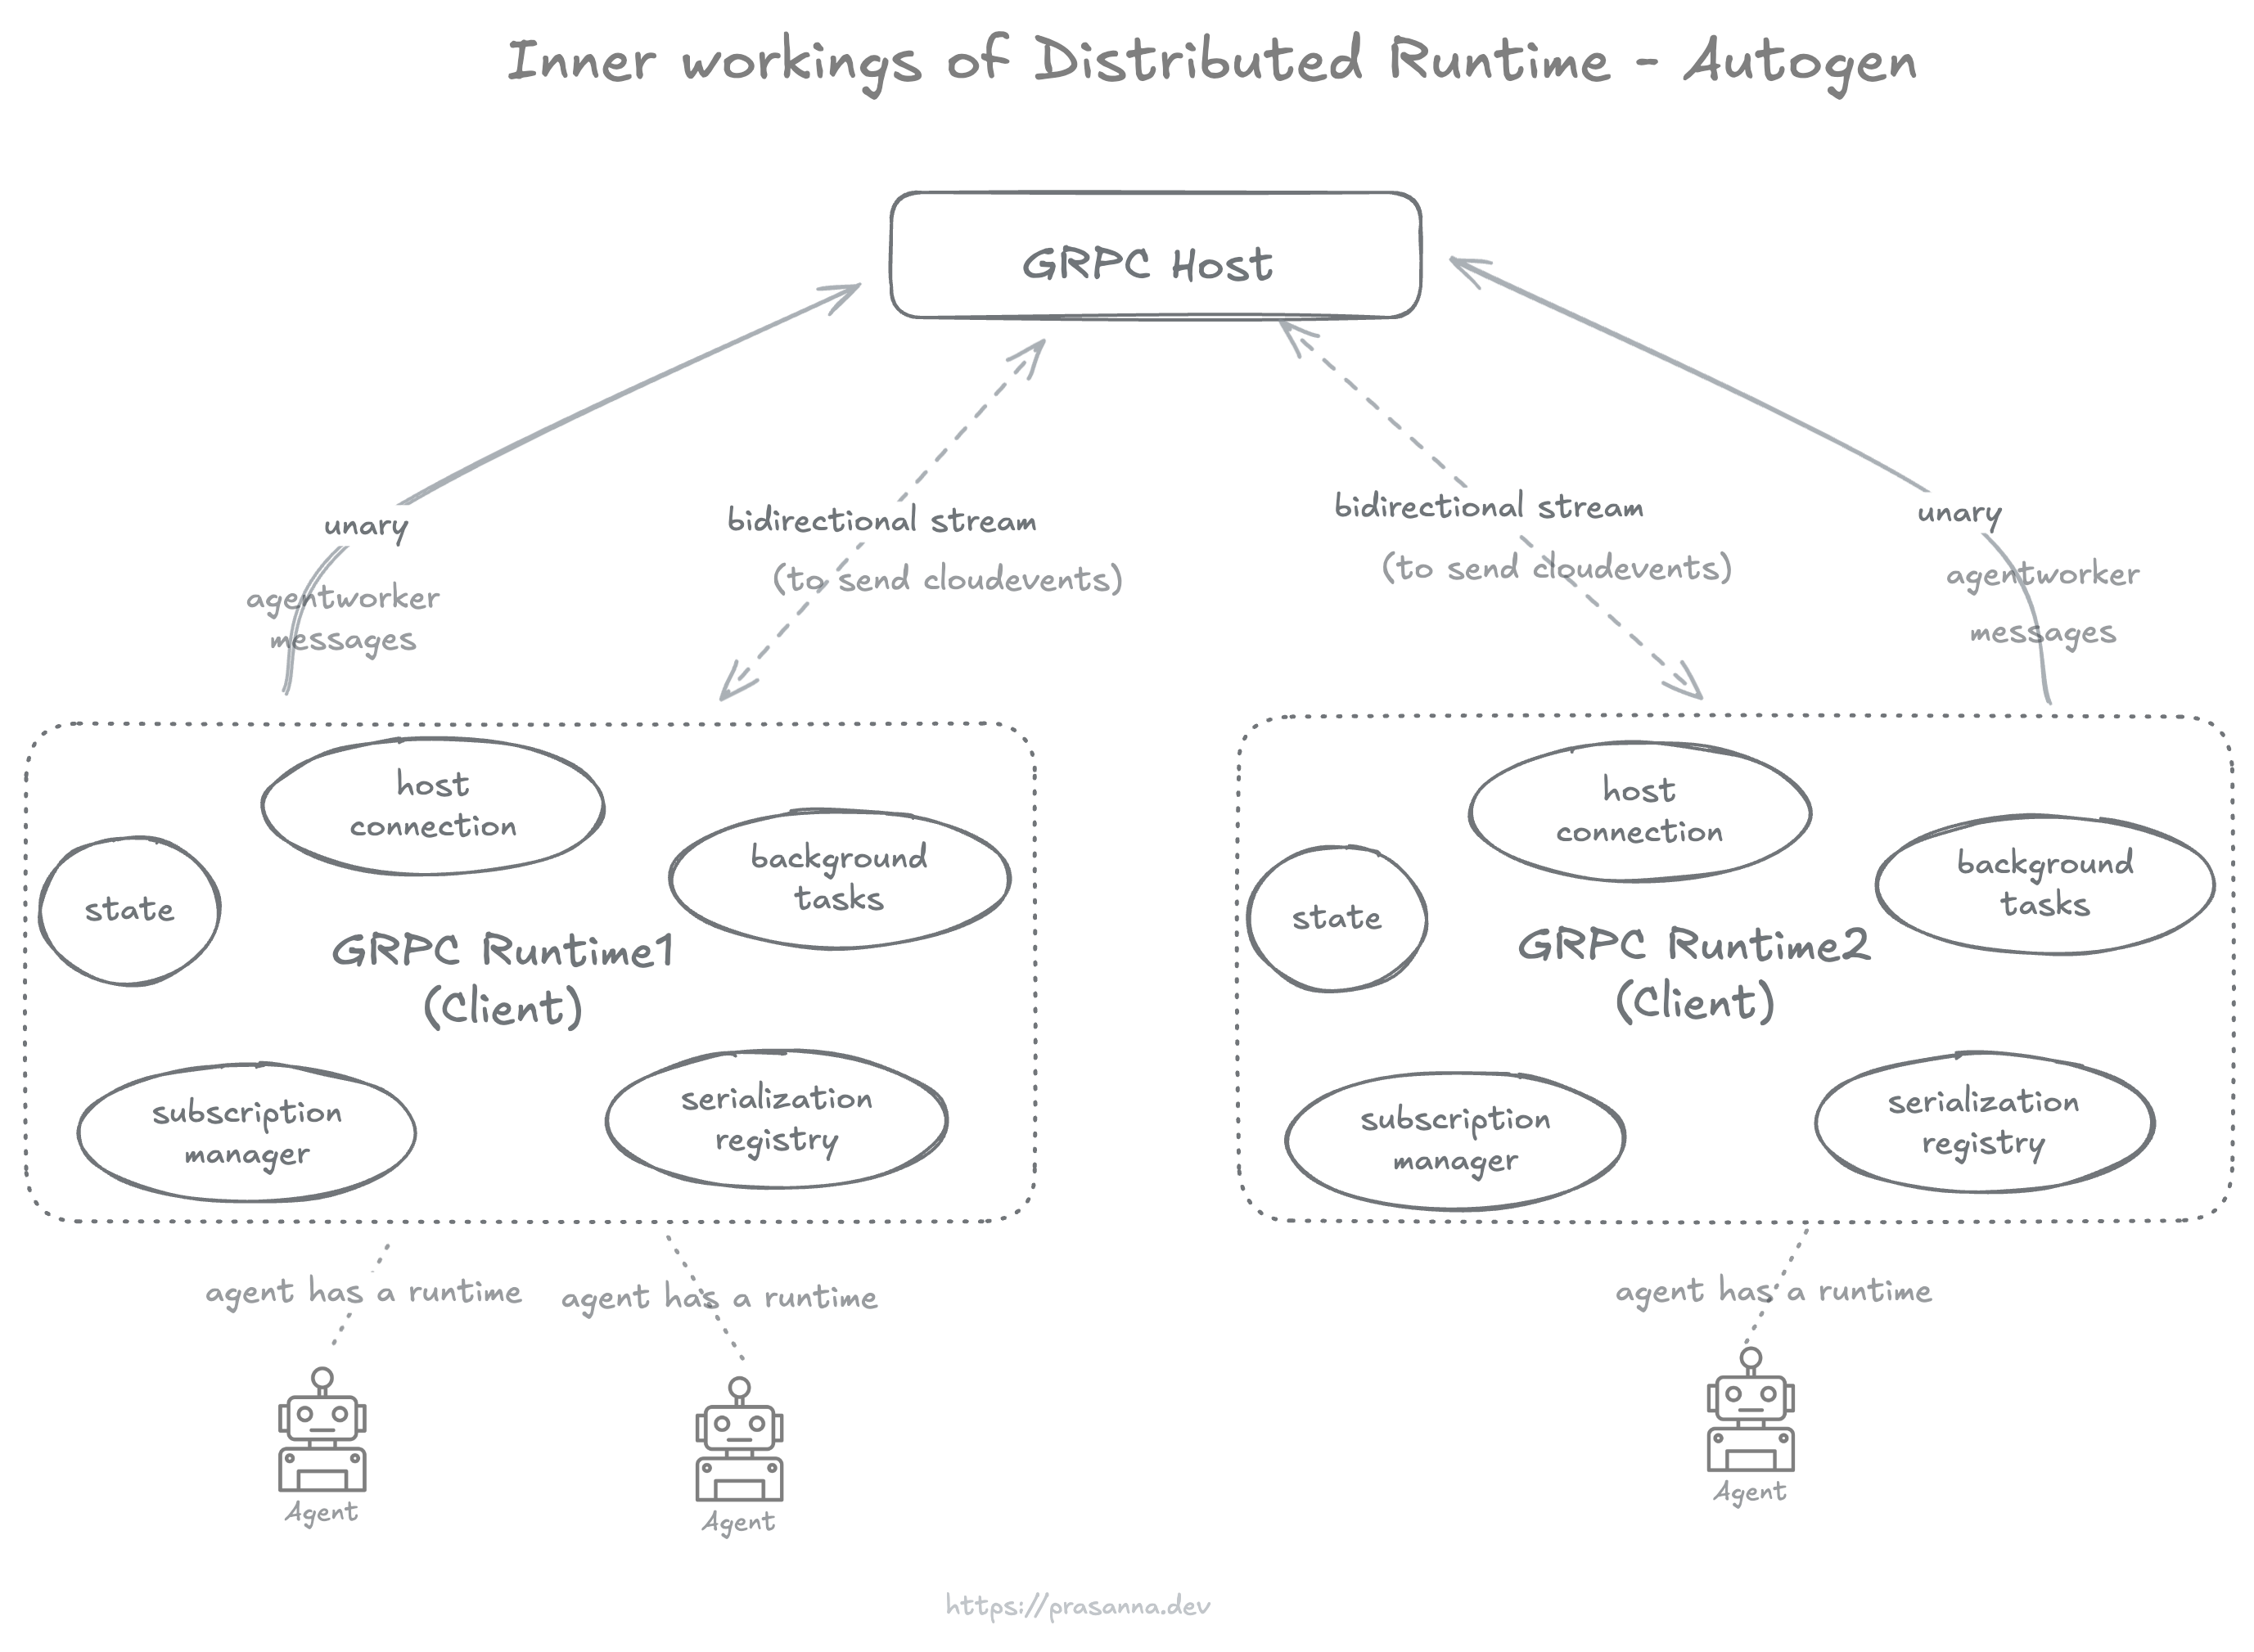 Inner workings of Distributed Runtime - Autogen
GRPC Host
unary
agentworker
messages
bidirectional stream
(to send cloudevents)
bidirectional stream
(to send cloudevents)
unary
agentworker
messages
host
connection
background
tasks
state
GRPC Runtime1
(Client)
subscription
manager
serialization
registry
host
connection
background
tasks
state
GRPC Runtime2
(Client)
subscription
manager
serialization
registry
agent has a runtime
agent has a runtime
agent has a runtime
Agent
Agent
Agent
https://prasanna.dev